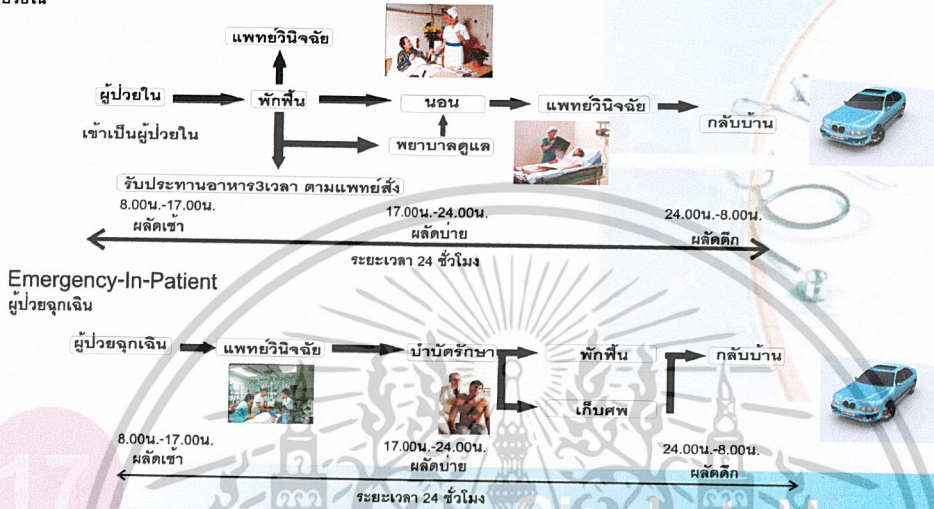 แพทย์วินิจฉัย
ผู้ป่วยใน พักฟื้น นอน แพทย์วินิจฉัย กลับบ้าน
เข้าเป็นผู้ป่วยใน
พยาบาลดูแล
รับประทานอาหาร3เวลา ตามแพทย์สั่ง
8.00น.-17.00น. 17.00น.-24.00น. 24.00น.-8.00น.
ผลัดเช้า ผลัดบ่าย ผลัดดึก
ระยะเวลา 24 ชั่วโมง
Emergency-In-Patient
ผู้ป่วยฉุกเฉิน
ผู้ป่วยฉุกเฉิน แพทย์วินิจฉัย บำบัดรักษา พักฟื้น กลับบ้าน
เก็บศพ
8.00น.-17.00น. 17.00น.-24.00น. 24.00น.-8.00น.
ผลัดเช้า ผลัดบ่าย ผลัดดึก
ระยะเวลา 24 ชั่วโมง
17